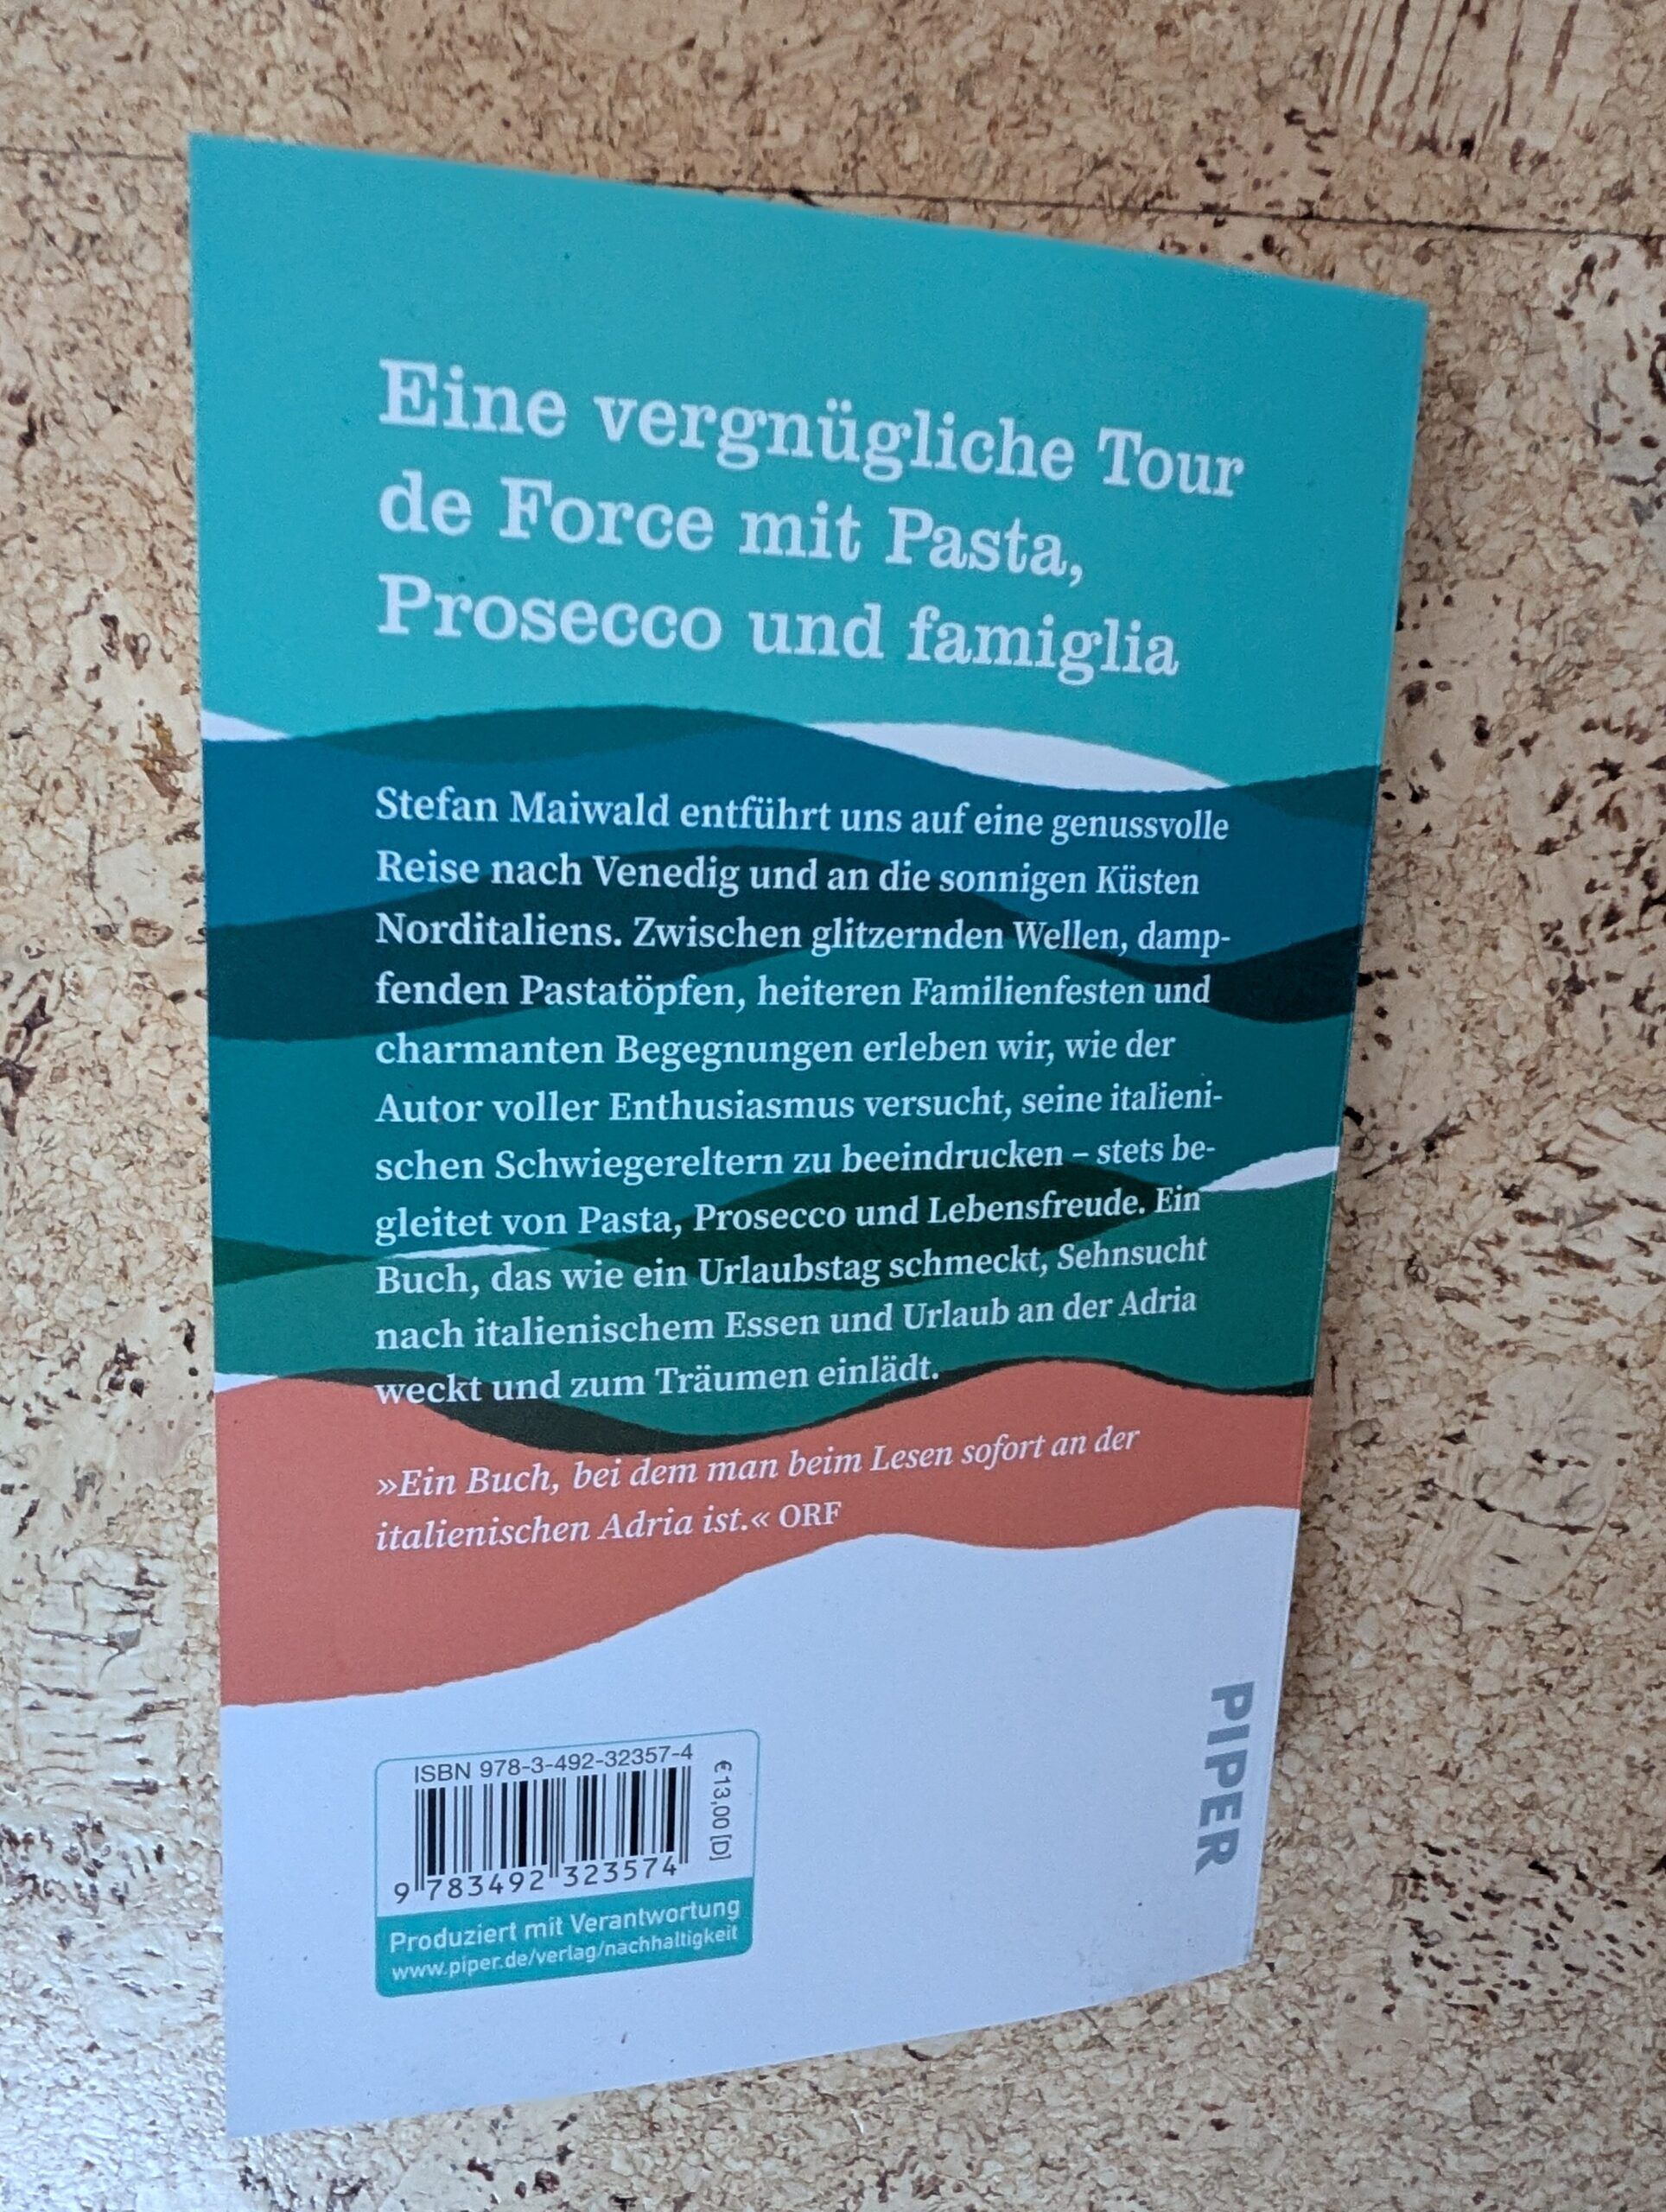 Eine vergnügliche Tour
de Force mit Pasta,
Prosecco und famiglia
Stefan Maiwald entführt uns auf eine genussvolle
Reise nach Venedig und an die sonnigen Küsten
Norditaliens. Zwischen glitzernden Wellen, damp-
fenden Pastatöpfen, heiteren Familienfesten und
charmanten Begegnungen erleben wir, wie der
Autor voller Enthusiasmus versucht, seine italieni-
schen Schwiegereltern zu beeindrucken – stets be-
gleitet von Pasta, Prosecco und Lebensfreude. Ein
Buch, das wie ein Urlaubstag schmeckt, Sehnsucht
nach italienischem Essen und Urlaub an der Adria
weckt und zum Träumen einlädt.
»Ein Buch, bei dem man beim Lesen sofort an der
italienischen Adria ist.« ORF
ISBN 978-3-492-32357-4
€ 13,00 [D]
9 783492 323574
Produziert mit Verantwortung
www.piper.de/verlag/nachhaltigkeit
PIPER